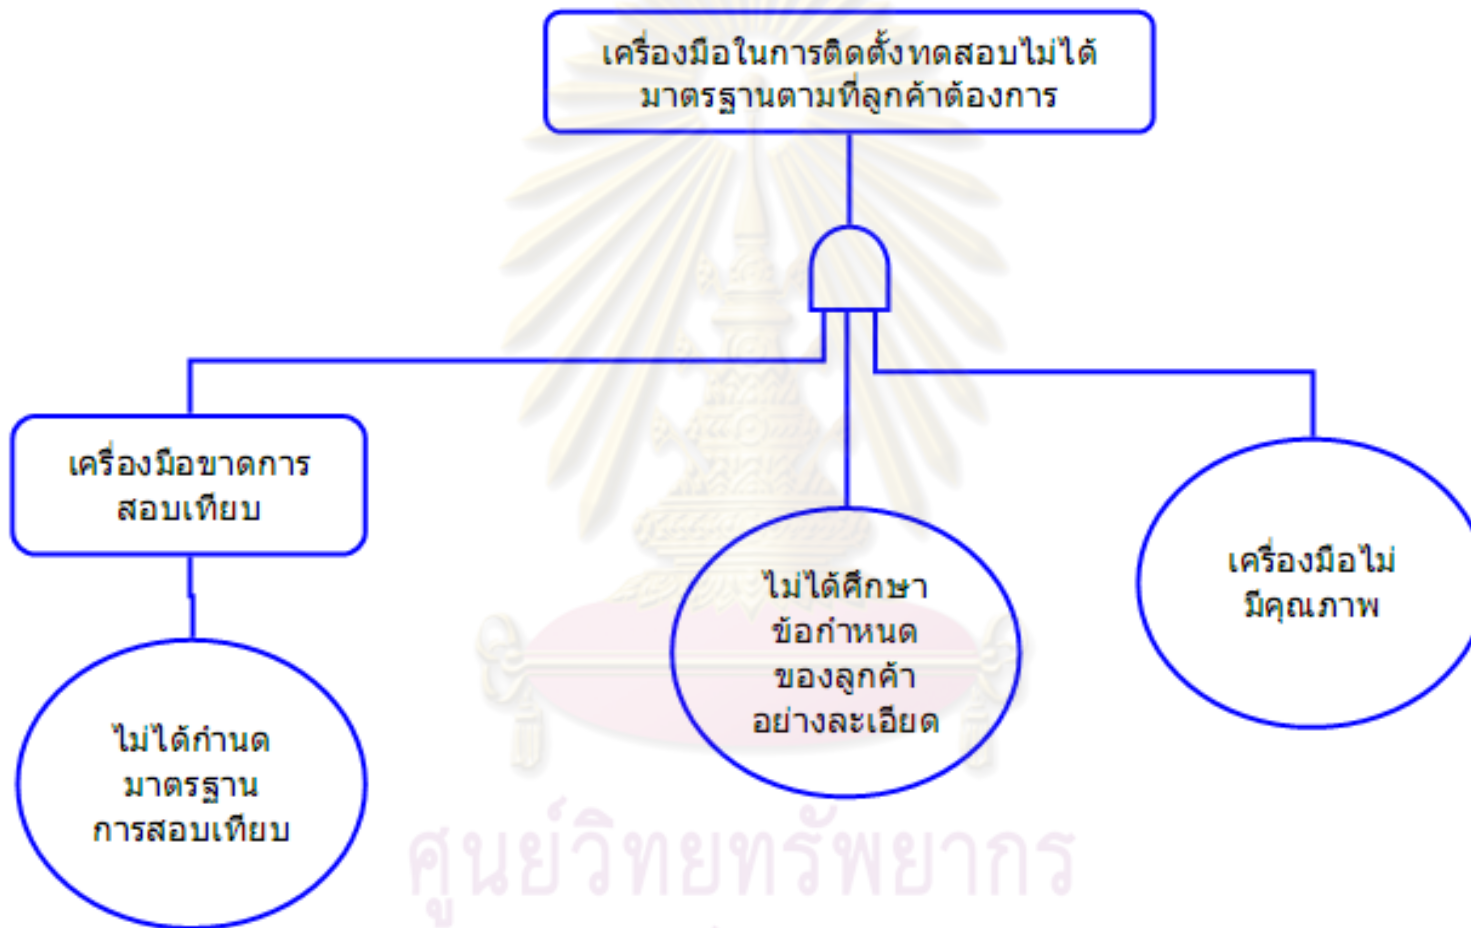 เครื่องมือในการติดตั้งทดสอบไม่ได้
มาตรฐานตามที่ลูกค้าต้องการ
เครื่องมือขาดการ
สอบเทียบ
ไม่ได้ศึกษา
ข้อกำหนด
ของลูกค้า
อย่างละเอียด
เครื่องมือไม่
มีคุณภาพ
ไม่ได้กำนด
มาตรฐาน
การสอบเทียบ
ศูนย์วิทยทรัพยากร